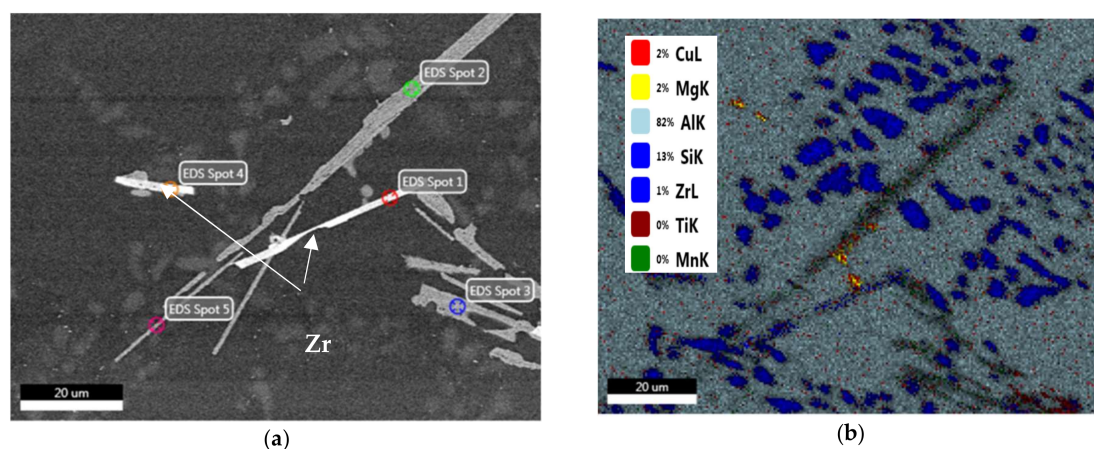 EDS Spot 2
EDS Spot 4
EDS Spot 1
EDS Spot 3
EDS Spot 5
Zr
20 um
(a)
2% CuL
2% MgK
82% AlK
13% SiK
1% ZrL
0% TiK
0% MnK
20 um
(b)